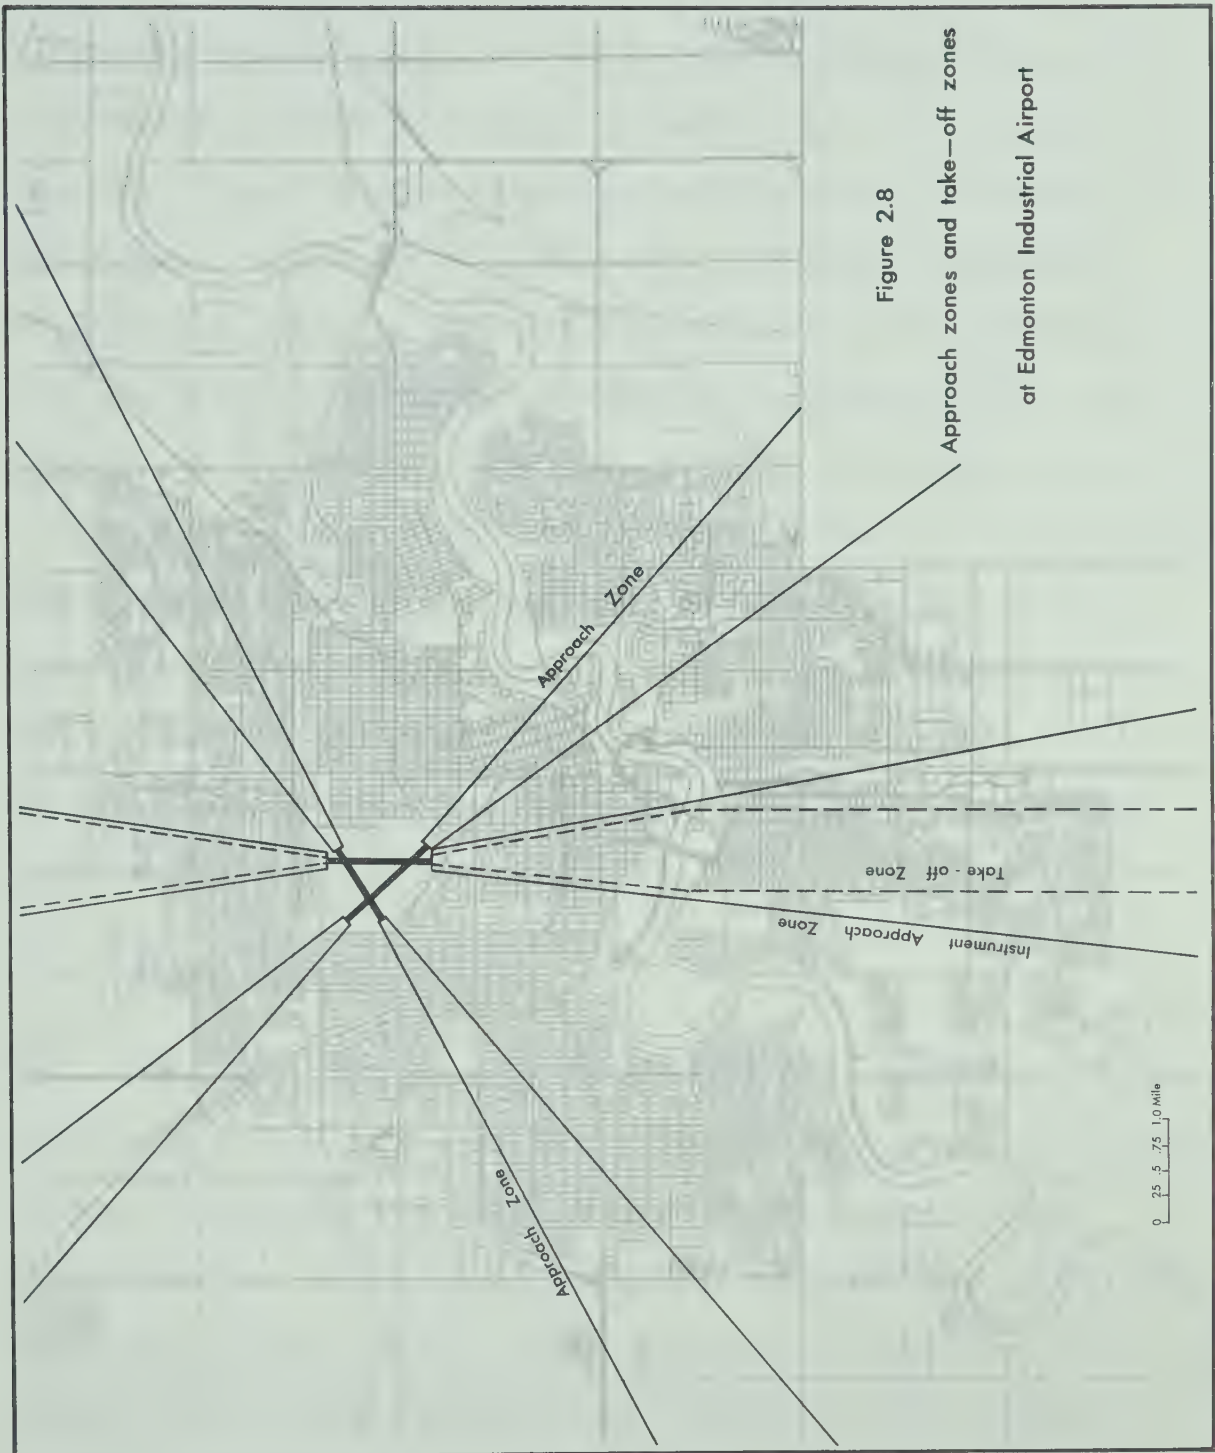 Figure 2.8
Approach zones and take—off zones
at Edmonton Industrial Airport
Approach Zone
Take - off Zone
Instrument Approach Zone
Approach Zone
0 25 .5 .75 1.0 Mile